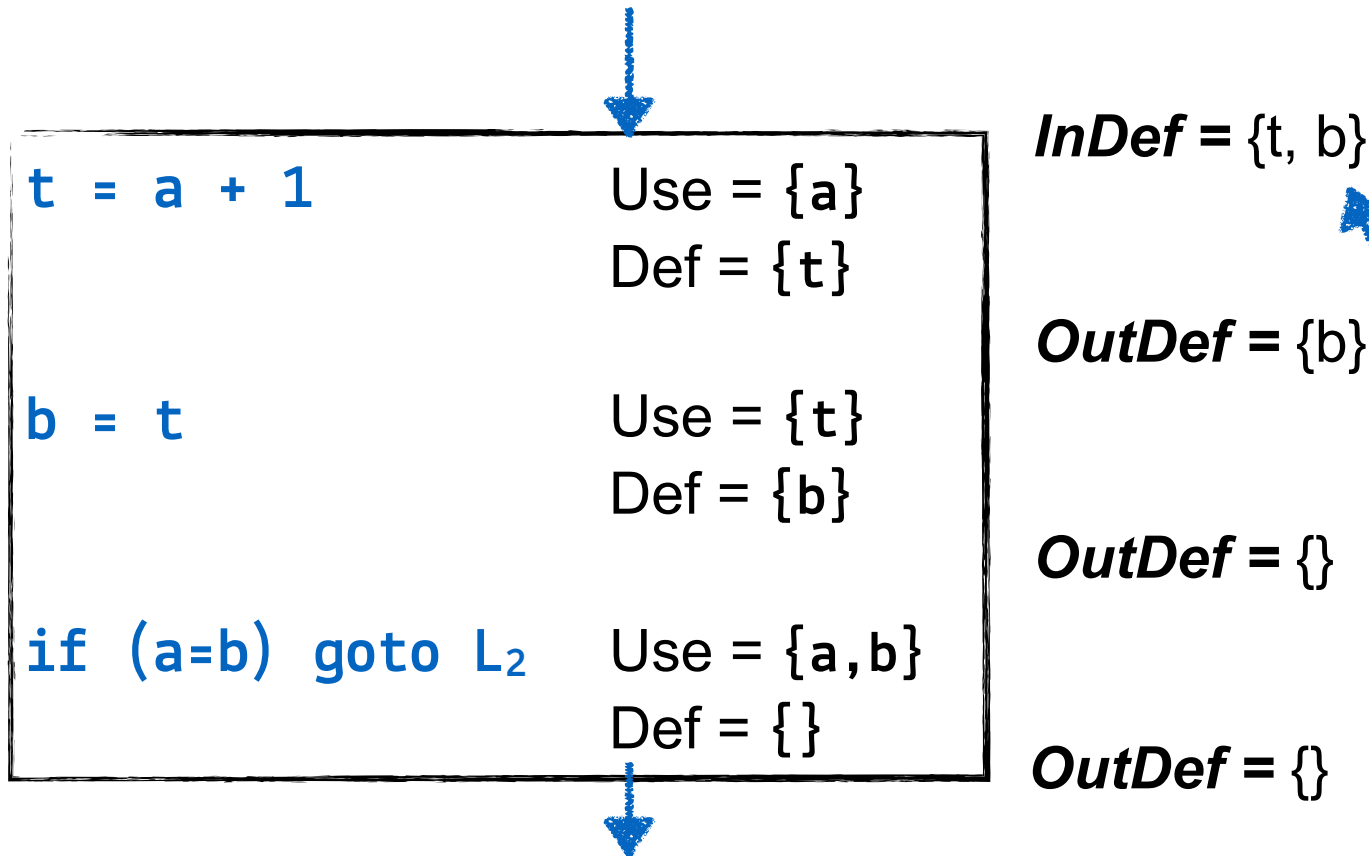 InDef = {t, b}
t = a + 1 Use = {a}
Def = {t}
OutDef = {b}
b = t Use = {t}
Def = {b}
OutDef = {}
if (a=b) goto L₂ Use = {a,b}
Def = {}
OutDef = {}